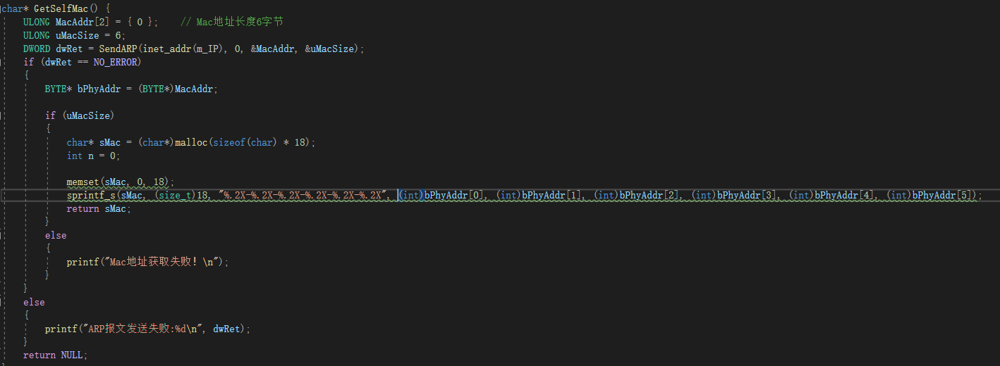 char* GetSelfMac() {
ULONG MacAddr[2] = { 0 };    // Mac地址长度6字节
ULONG uMacSize = 6;
DWORD dwRet = SendARP(inet_addr(m_IP), 0, &MacAddr, &uMacSize);
if (dwRet == NO_ERROR)
{
BYTE* bPhyAddr = (BYTE*)MacAddr;
if (uMacSize)
{
char* sMac = (char*)malloc(sizeof(char) * 18);
int n = 0;
memset(sMac, 0, 18);
sprintf_s(sMac, (size_t)18, "%.2X-%.2X-%.2X-%.2X-%.2X-%.2X", (int)bPhyAddr[0], (int)bPhyAddr[1], (int)bPhyAddr[2], (int)bPhyAddr[3], (int)bPhyAddr[4], (int)bPhyAddr[5]);
return sMac;
}
else
{
printf("Mac地址获取失败! \n");
}
}
else
{
printf("ARP报文发送失败:%d\n", dwRet);
}
return NULL;